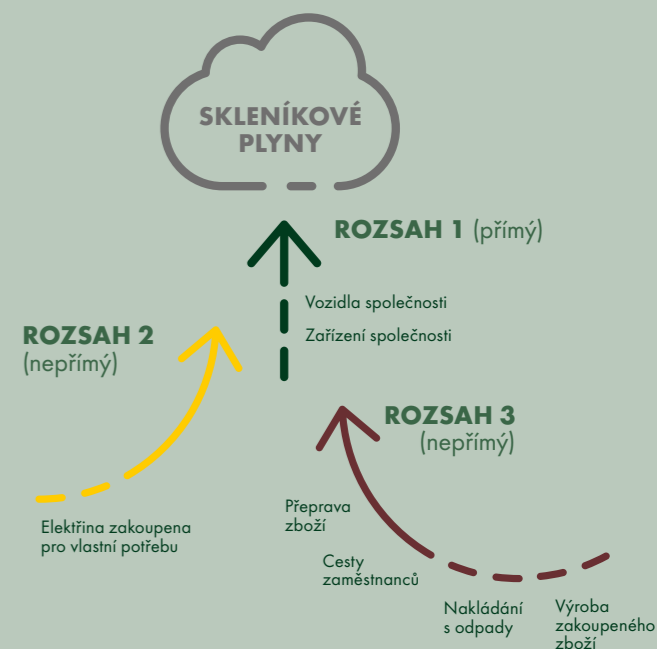 SKLENÍKOVÉ
PLYNY
ROZSAH 1 (přímý)
Vozidla společnosti
Zařízení společnosti
ROZSAH 2
(nepřímý)
Elektřina zakoupena
pro vlastní potřebu
ROZSAH 3
(nepřímý)
Přeprava
zboží
Cesty
zaměstnanců
Nakládání
s odpady
Výroba
zakoupeného
zboží